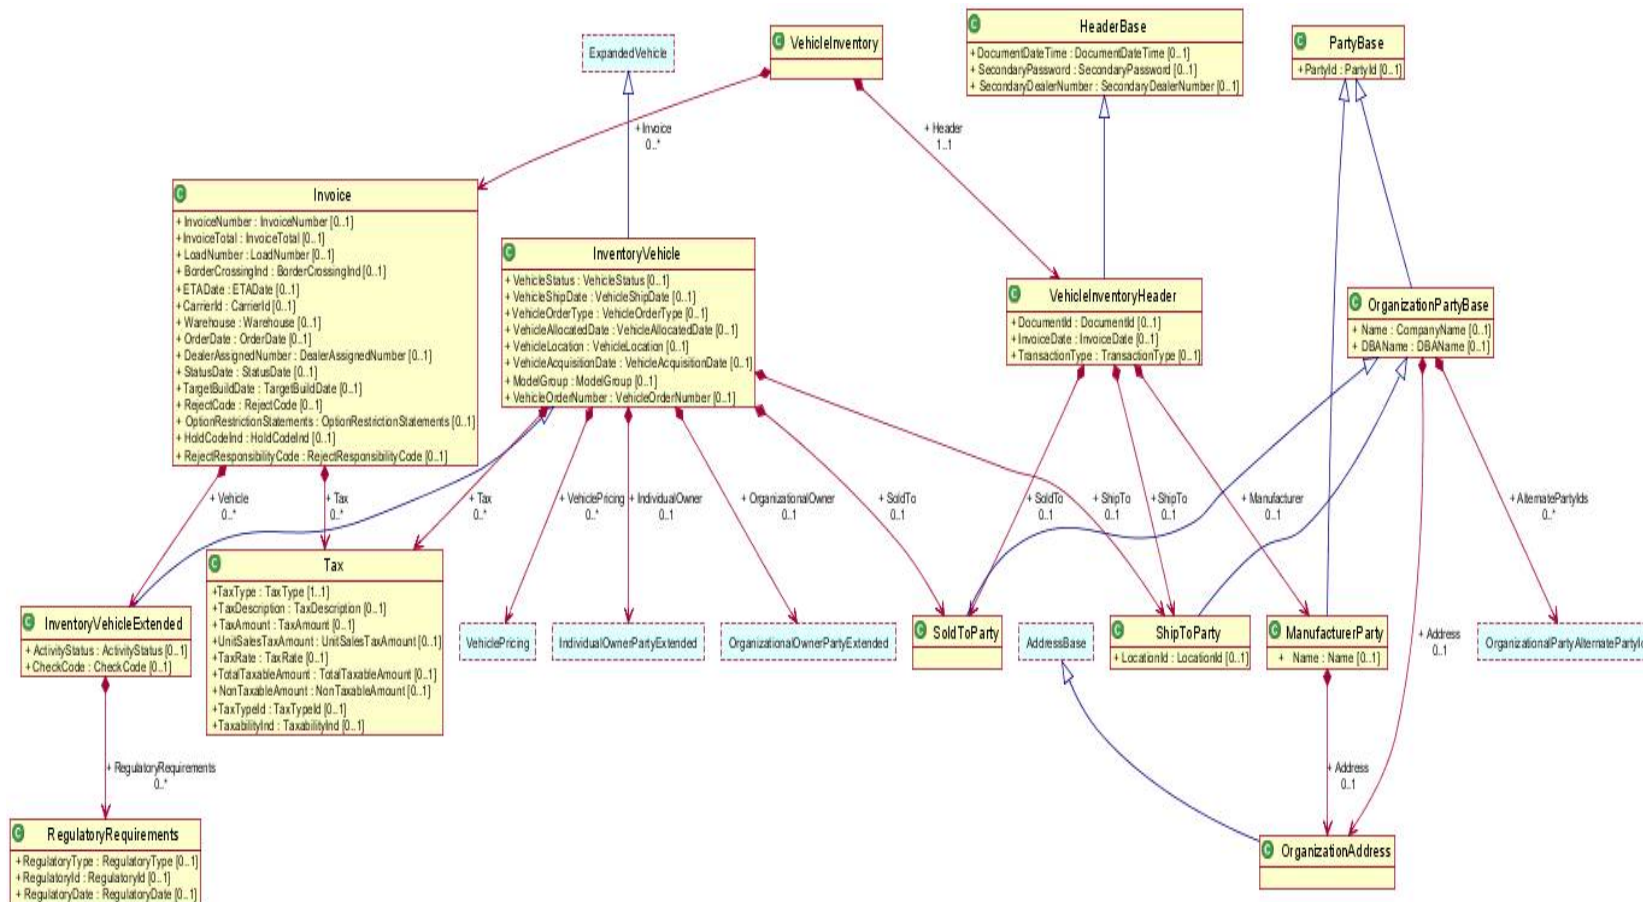 ExpandedVehicle
C VehicleInventory
C HeaderBase
+ DocumentDateTime : DocumentDateTime [0..1]
+ SecondaryPassword : SecondaryPassword [0..1]
+ SecondaryDealerNumber : SecondaryDealerNumber [0..1]
C PartyBase
+ PartyId : PartyId [0..1]
+ Invoice
0..*
+ Header
1..1
C Invoice
+ InvoiceNumber : InvoiceNumber [0..1]
+ InvoiceTotal : InvoiceTotal [0..1]
+ LoadNumber : LoadNumber [0..1]
+ BorderCrossingInd : BorderCrossingInd [0..1]
+ ETADate : ETADate [0..1]
+ CarrierId : CarrierId [0..1]
+ Warehouse : Warehouse [0..1]
+ OrderDate : OrderDate [0..1]
+ DealerAssignedNumber : DealerAssignedNumber [0..1]
+ StatusDate : StatusDate [0..1]
+ TargetBuildDate : TargetBuildDate [0..1]
+ RejectCode : RejectCode [0..1]
+ OptionRestrictionStatements : OptionRestrictionStatements [0..1]
+ HoldCodeInd : HoldCodeInd [0..1]
+ RejectResponsibilityCode : RejectResponsibilityCode [0..1]
C InventoryVehicle
+ VehicleStatus : VehicleStatus [0..1]
+ VehicleShipDate : VehicleShipDate [0..1]
+ VehicleOrderType : VehicleOrderType [0..1]
+ VehicleAllocatedDate : VehicleAllocatedDate [0..1]
+ VehicleLocation : VehicleLocation [0..1]
+ VehicleAcquisitionDate : VehicleAcquisitionDate [0..1]
+ ModelGroup : ModelGroup [0..1]
+ VehicleOrderNumber : VehicleOrderNumber [0..1]
C VehicleInventoryHeader
+ DocumentId : DocumentId [0..1]
+ InvoiceDate : InvoiceDate [0..1]
+ TransactionType : TransactionType [0..1]
C OrganizationPartyBase
+ Name : CompanyName [0..1]
+ DBAName : DBAName [0..1]
+ Vehicle
0..*
+ Tax
0..*
+ Tax
0..*
+ VehiclePricing
0..*
+ IndividualOwner
0..1
+ OrganizationalOwner
0..1
+ SoldTo
0..1
+ SoldTo
0..1
+ ShipTo
0..1
+ ShipTo
0..1
+ Manufacturer
0..1
+ AlternatePartyIds
0..*
C InventoryVehicleExtended
+ ActivityStatus : ActivityStatus [0..1]
+ CheckCode : CheckCode [0..1]
C Tax
+ TaxType : TaxType [1..1]
+ TaxDescription : TaxDescription [0..1]
+ TaxAmount : TaxAmount [0..1]
+ UnitSalesTaxAmount : UnitSalesTaxAmount [0..1]
+ TaxRate : TaxRate [0..1]
+ TotalTaxableAmount : TotalTaxableAmount [0..1]
+ NonTaxableAmount : NonTaxableAmount [0..1]
+ TaxTypeId : TaxTypeId [0..1]
+ TaxabilityInd : TaxabilityInd [0..1]
VehiclePricing
IndividualOwnerPartyExtended
OrganizationalOwnerPartyExtended
C SoldToParty
AddressBase
C ShipToParty
+ LocationId : LocationId [0..1]
C ManufacturerParty
+ Name : Name [0..1]
+ Address
0..1
OrganizationalPartyAlternatePartyId
+ RegulatoryRequirements
0..*
+ Address
0..1
C RegulatoryRequirements
+ RegulatoryType : RegulatoryType [0..1]
+ RegulatoryId : RegulatoryId [0..1]
+ RegulatoryDate : RegulatoryDate [0..1]
C OrganizationAddress